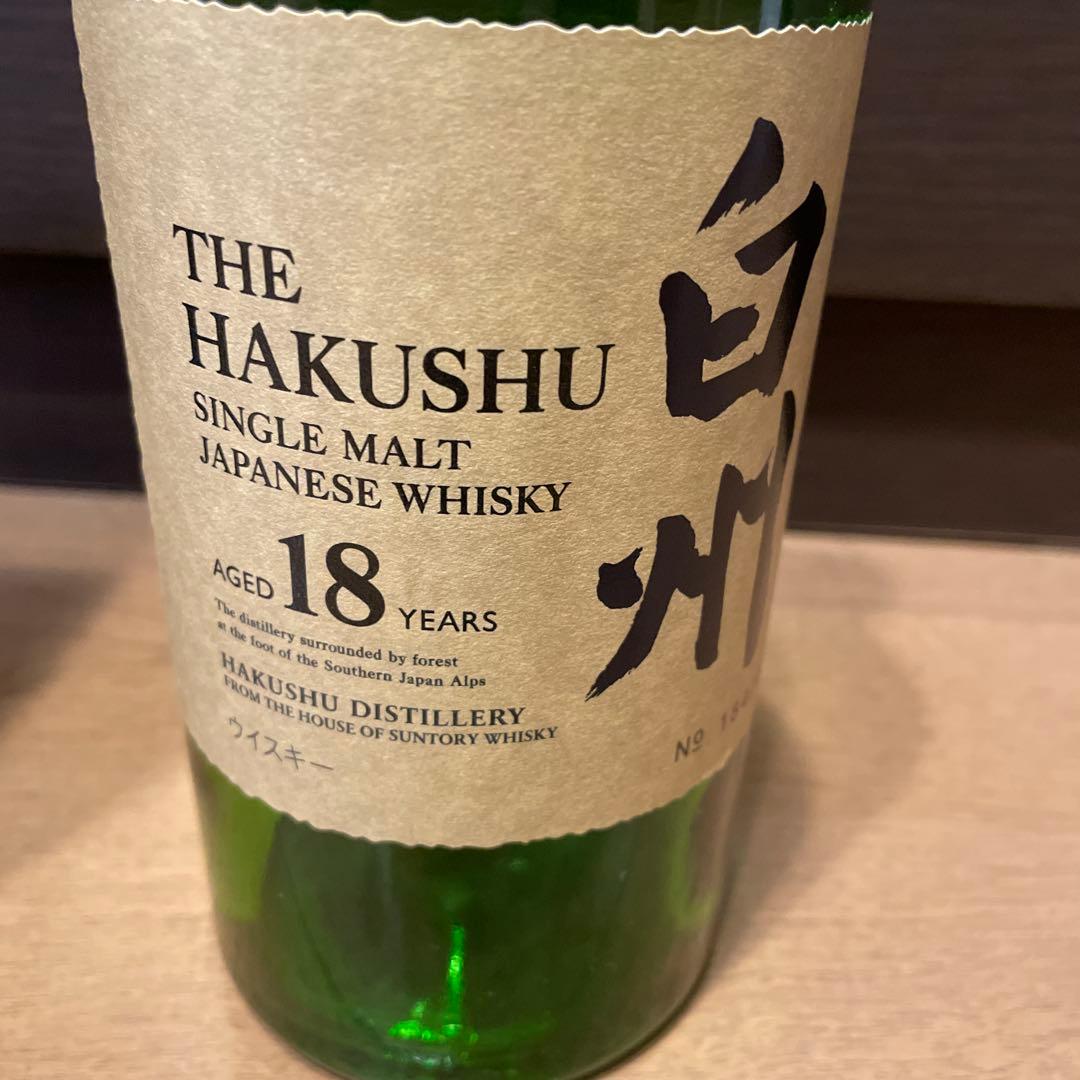 THE
HAKUSHU
SINGLE MALT
JAPANESE WHISKY
AGED 18 YEARS
The distillery surrounded by forest
at the foot of the Southern Japan Alps
HAKUSHU DISTILLERY
FROM THE HOUSE OF SUNTORY WHISKY
ウイスキー
白州
Nº